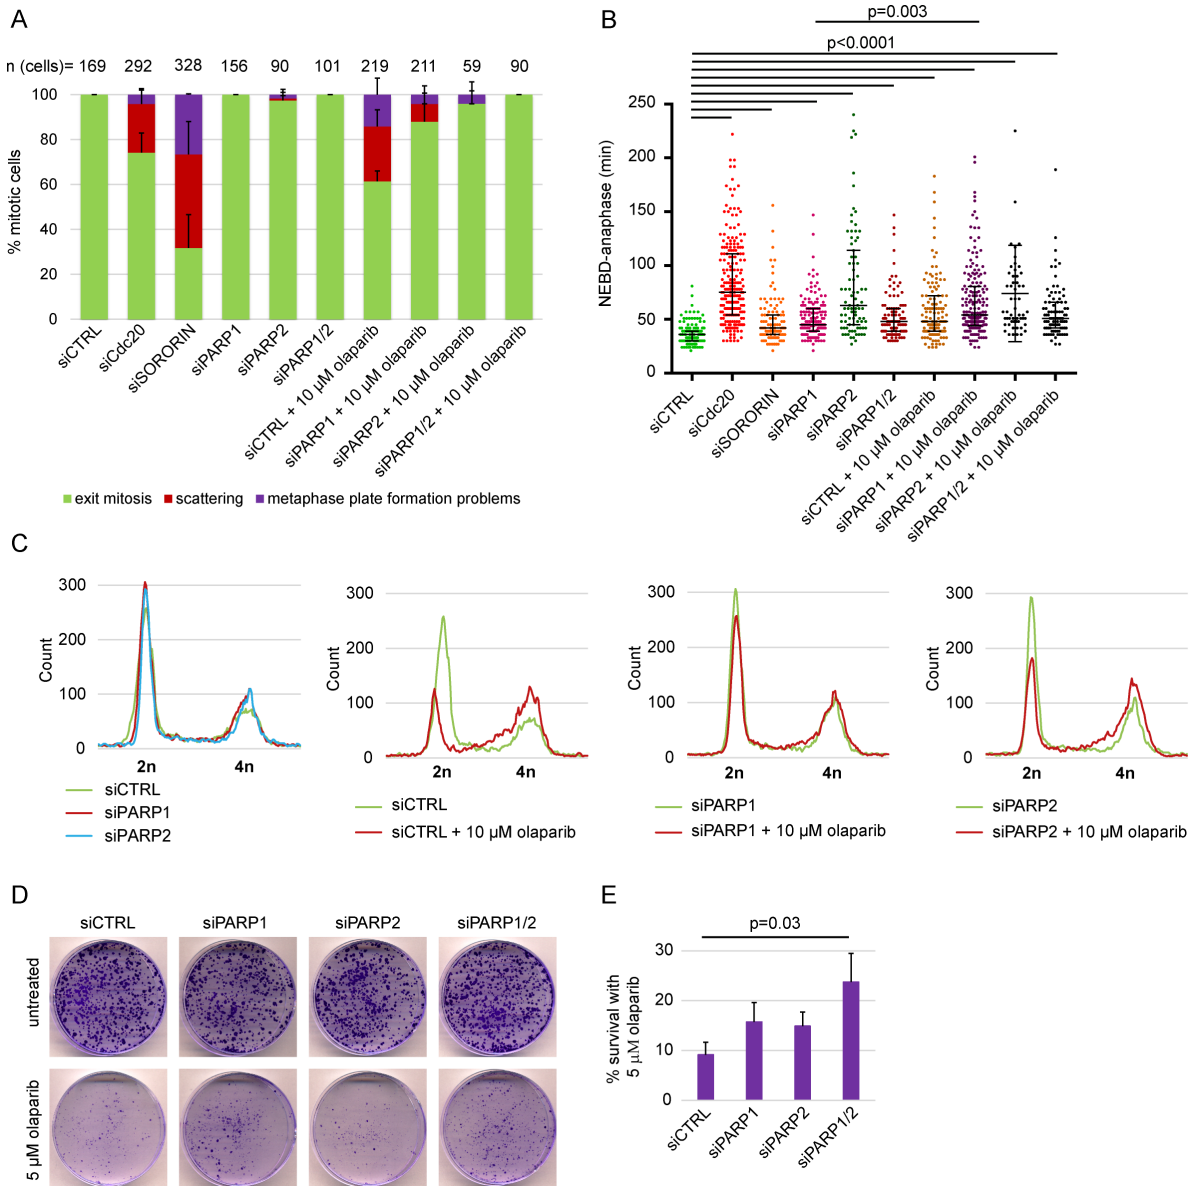 A
n (cells)= 169 292 328 156 90 101 219 211 59 90
100
80
60
40
20
0
% mitotic cells
siCTRL
siCdc20
siSORORIN
siPARP1
siPARP2
siPARP1/2
siCTRL + 10 µM olaparib
siPARP1 + 10 µM olaparib
siPARP2 + 10 µM olaparib
siPARP1/2 + 10 µM olaparib
exit mitosis scattering metaphase plate formation problems
B
p=0.003
p<0.0001
250
200
150
100
50
0
NEBD-anaphase (min)
siCTRL
siCdc20
siSORORIN
siPARP1
siPARP2
siPARP1/2
siCTRL + 10 µM olaparib
siPARP1 + 10 µM olaparib
siPARP2 + 10 µM olaparib
siPARP1/2 + 10 µM olaparib
C
300
200
100
0
Count
2n 4n
siCTRL
siPARP1
siPARP2
300
200
100
0
Count
2n 4n
siCTRL
siCTRL + 10 µM olaparib
300
200
100
0
Count
2n 4n
siPARP1
siPARP1 + 10 µM olaparib
300
200
100
0
Count
2n 4n
siPARP2
siPARP2 + 10 µM olaparib
D
siCTRL siPARP1 siPARP2 siPARP1/2
untreated
5 µM olaparib
E
p=0.03
30
20
10
0
% survival with
5 µM olaparib
siCTRL
siPARP1
siPARP2
siPARP1/2